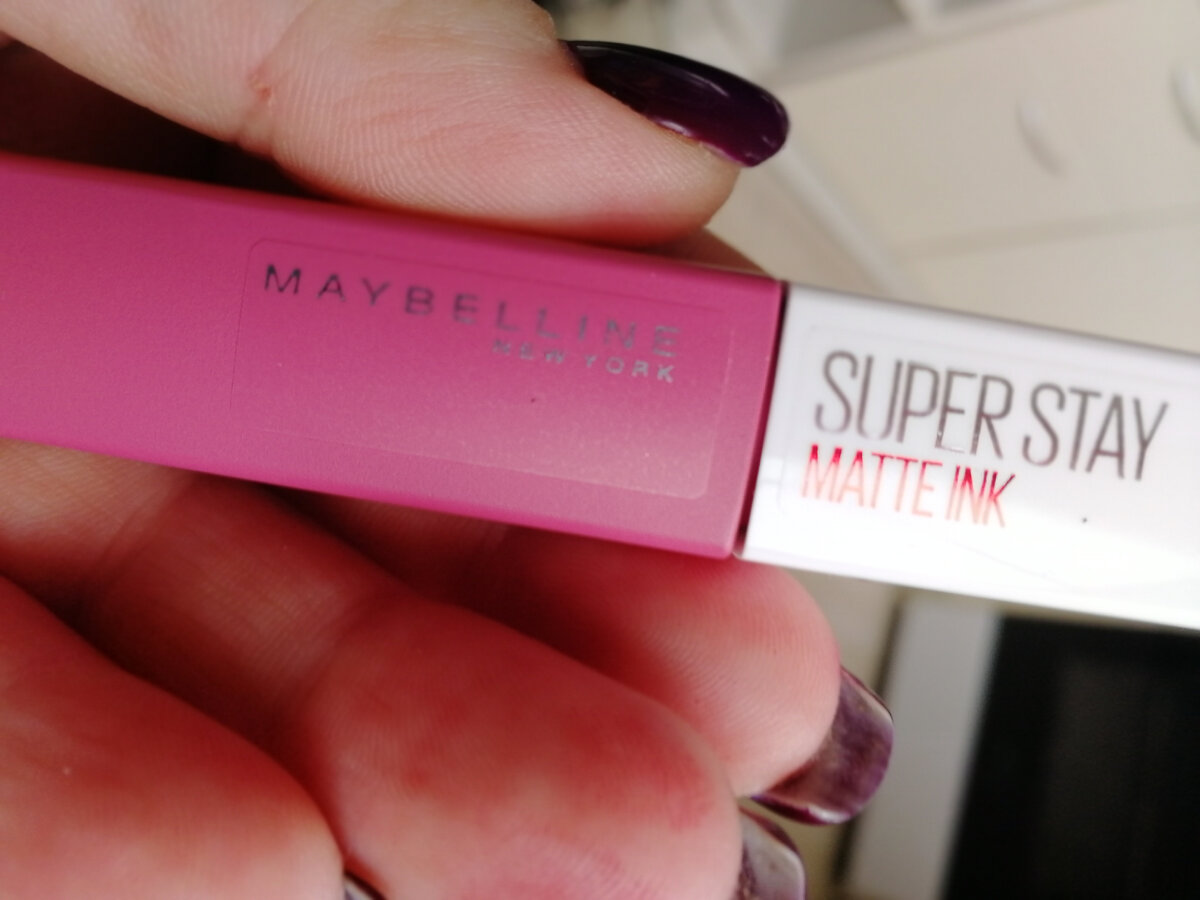 MAYBELLINE
NEW YORK
SUPER STAY
MATTE INK